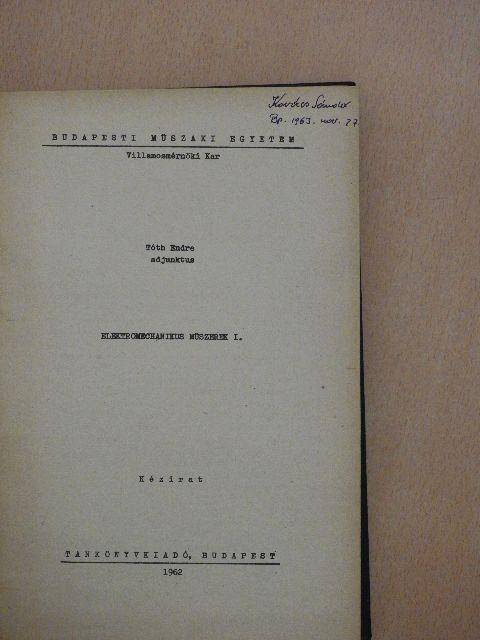 Kovács Sándor
Bp. 1963. nov. 27
BUDAPESTI MŰSZAKI EGYETEM
Villamosmérnöki Kar
Tóth Endre
adjunktus
ELEKTROMECHANIKUS MŰSZEREK I.
Kézirat
TANKÖNYVKIADÓ, BUDAPEST
1962